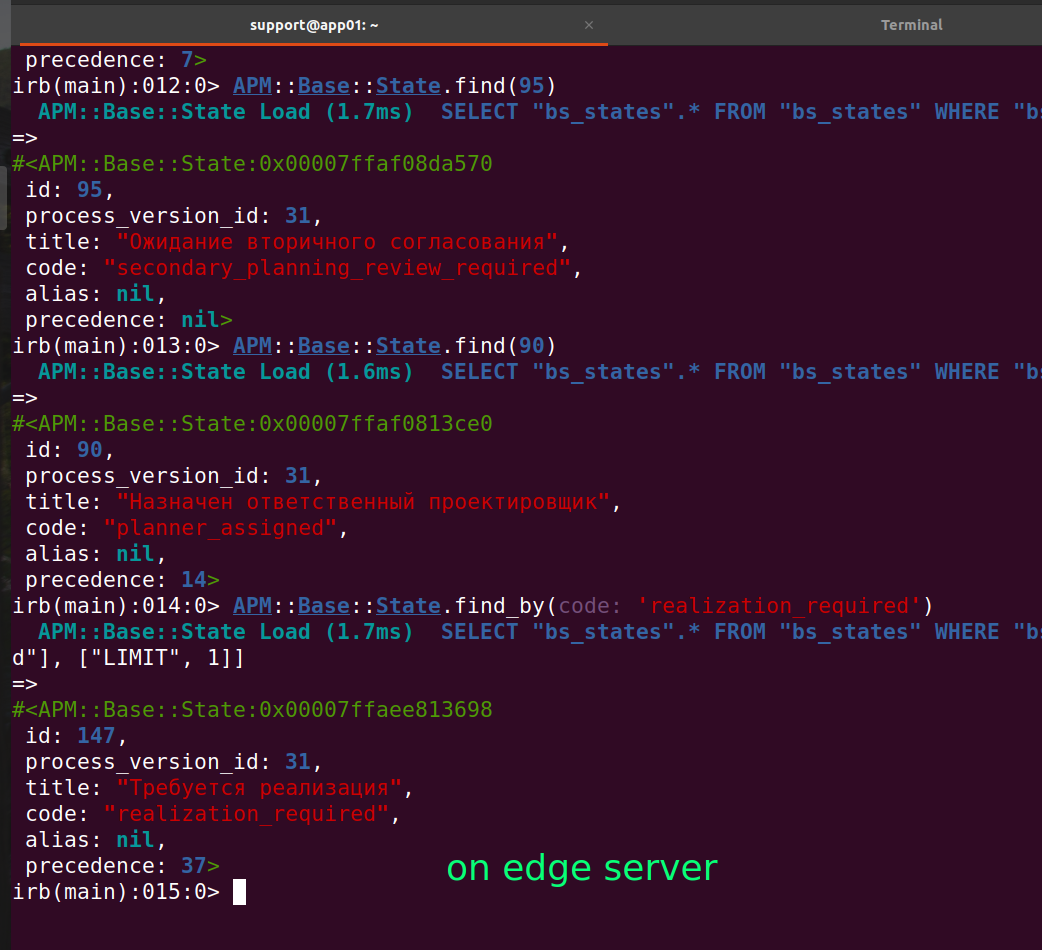 support@app01: ~ × Terminal
precedence: 7>
irb(main):012:0> APM::Base::State.find(95)
APM::Base::State Load (1.7ms) SELECT "bs_states".* FROM "bs_states" WHERE "bs
=>
#<APM::Base::State:0x00007ffaf08da570
id: 95,
process_version_id: 31,
title: "Ожидание вторичного согласования",
code: "secondary_planning_review_required",
alias: nil,
precedence: nil>
irb(main):013:0> APM::Base::State.find(90)
APM::Base::State Load (1.6ms) SELECT "bs_states".* FROM "bs_states" WHERE "bs
=>
#<APM::Base::State:0x00007ffaf0813ce0
id: 90,
process_version_id: 31,
title: "Назначен ответственный проектировщик",
code: "planner_assigned",
alias: nil,
precedence: 14>
irb(main):014:0> APM::Base::State.find_by(code: 'realization_required')
APM::Base::State Load (1.7ms) SELECT "bs_states".* FROM "bs_states" WHERE "bs
d"], ["LIMIT", 1]]
=>
#<APM::Base::State:0x00007ffaee813698
id: 147,
process_version_id: 31,
title: "Требуется реализация",
code: "realization_required",
alias: nil,
precedence: 37>
on edge server
irb(main):015:0>